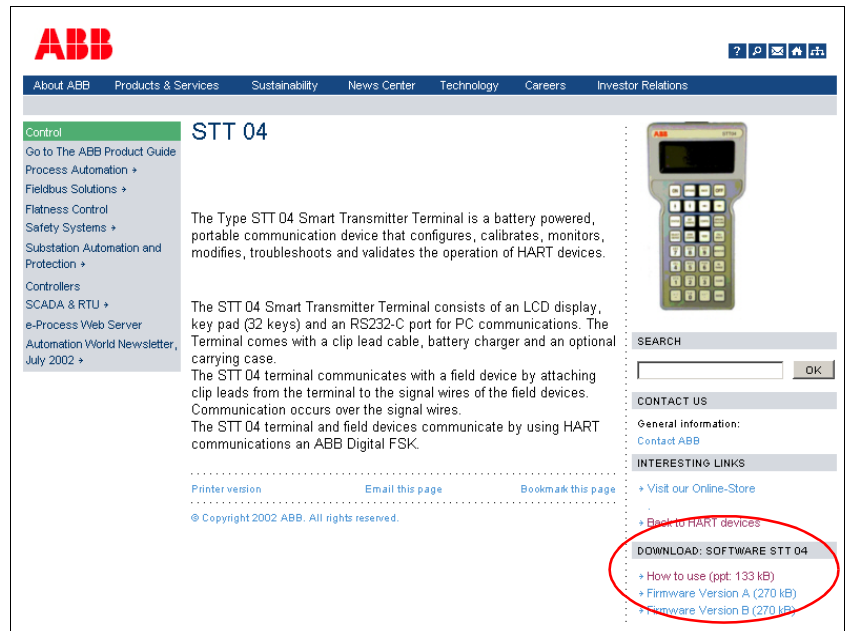 ABB
?
About ABB Products & Services Sustainability News Center Technology Careers Investor Relations
Control
Go to The ABB Product Guide
Process Automation
Fieldbus Solutions
Flatness Control
Safety Systems
Substation Automation and
Protection
Controllers
SCADA & RTU
e-Process Web Server
Automation World Newsletter,
July 2002
STT 04
The Type STT 04 Smart Transmitter Terminal is a battery powered,
portable communication device that configures, calibrates, monitors,
modifies, troubleshoots and validates the operation of HART devices.
The STT 04 Smart Transmitter Terminal consists of an LCD display,
key pad (32 keys) and an RS232-C port for PC communications. The
Terminal comes with a clip lead cable, battery charger and an optional
carrying case.
The STT 04 terminal communicates with a field device by attaching
clip leads from the terminal to the signal wires of the field devices.
Communication occurs over the signal wires.
The STT 04 terminal and field devices communicate by using HART
communications an ABB Digital FSK.
Printer version Email this page Bookmark this page
© Copyright 2002 ABB. All rights reserved.
ABB STT04
ON OFF
SEARCH
OK
CONTACT US
General information:
Contact ABB
INTERESTING LINKS
Visit our Online-Store
.
Back to HART devices
DOWNLOAD: SOFTWARE STT 04
How to use (ppt: 133 kB)
Firmware Version A (270 kB)
Firmware Version B (270 kB)